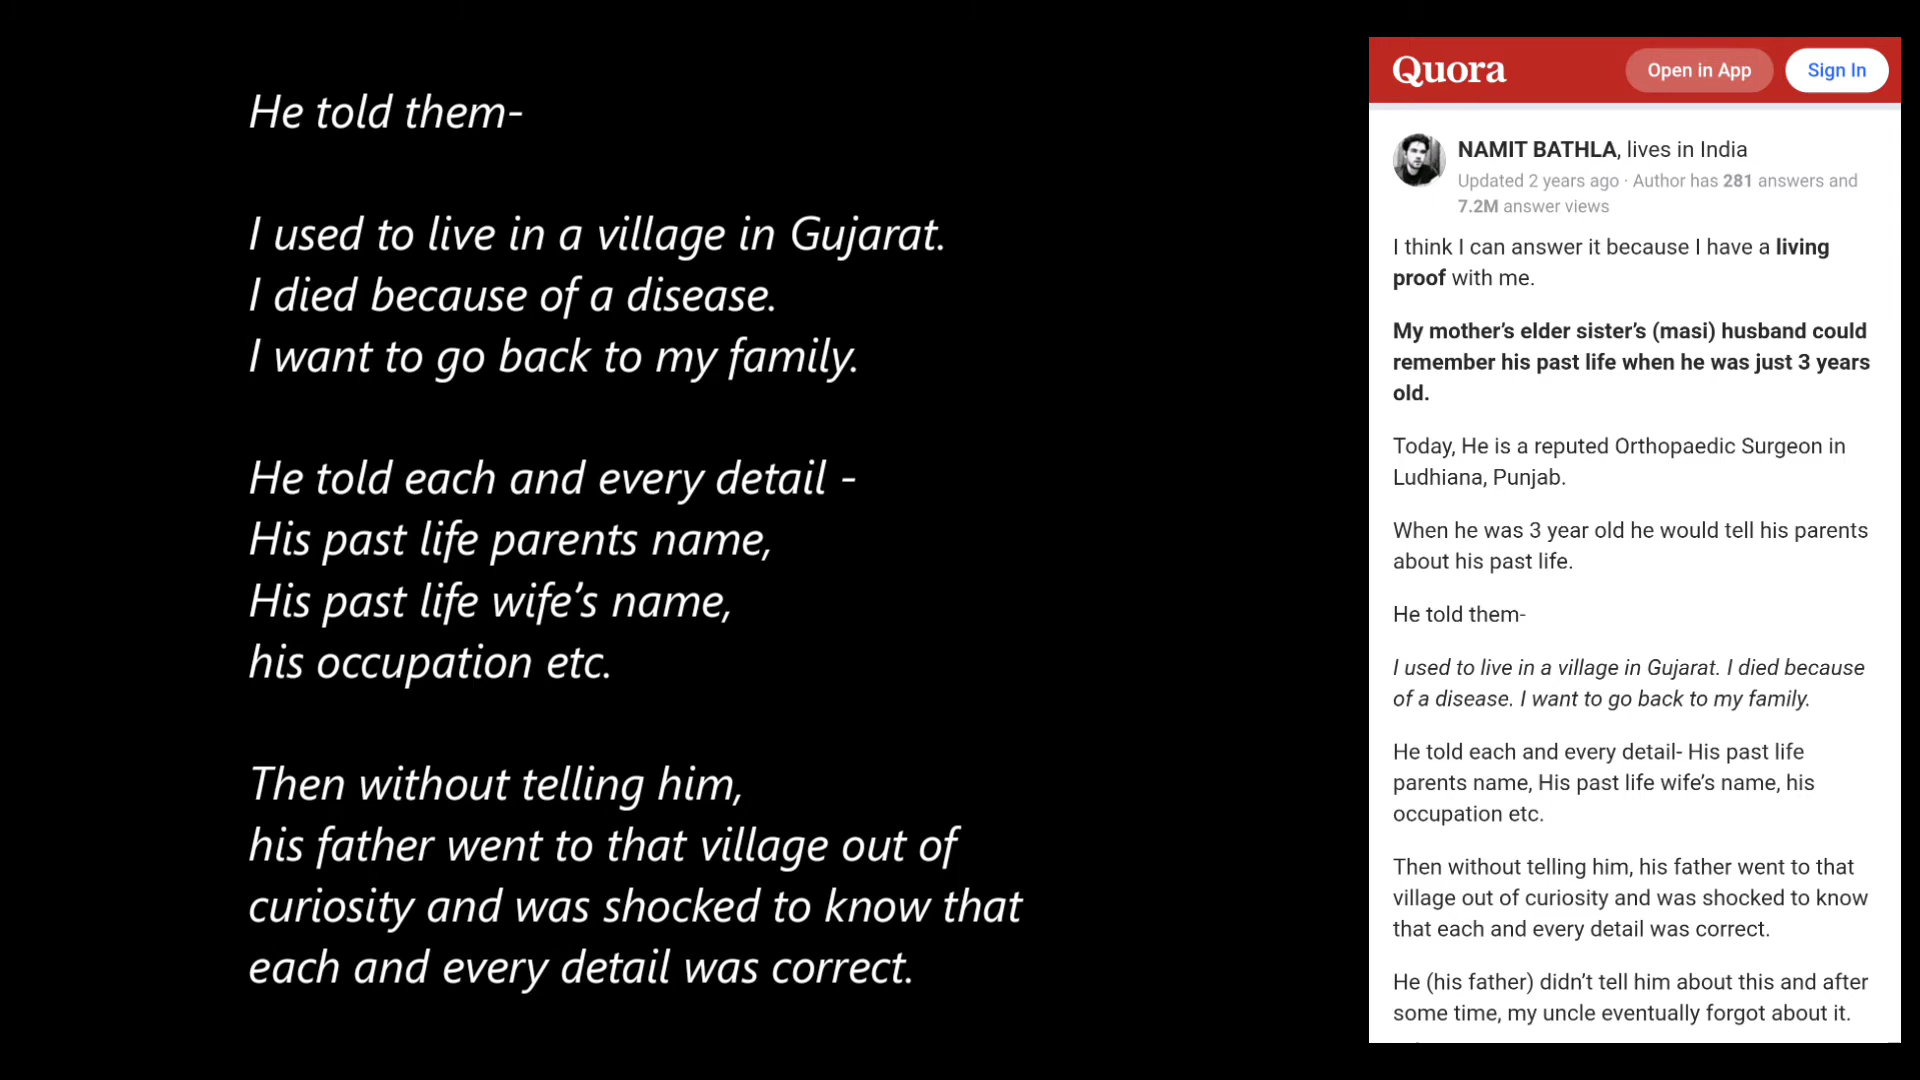 He told them-
I used to live in a village in Gujarat.
I died because of a disease.
I want to go back to my family.
He told each and every detail -
His past life parents name,
His past life wife’s name,
his occupation etc.
Then without telling him,
his father went to that village out of
curiosity and was shocked to know that
each and every detail was correct.
Quora
Open in App
Sign In
NAMIT BATHLA, lives in India
Updated 2 years ago · Author has 281 answers and
7.2M answer views
I think I can answer it because I have a living
proof with me.
My mother’s elder sister’s (masi) husband could
remember his past life when he was just 3 years
old.
Today, He is a reputed Orthopaedic Surgeon in
Ludhiana, Punjab.
When he was 3 year old he would tell his parents
about his past life.
He told them-
I used to live in a village in Gujarat. I died because
of a disease. I want to go back to my family.
He told each and every detail- His past life
parents name, His past life wife’s name, his
occupation etc.
Then without telling him, his father went to that
village out of curiosity and was shocked to know
that each and every detail was correct.
He (his father) didn’t tell him about this and after
some time, my uncle eventually forgot about it.